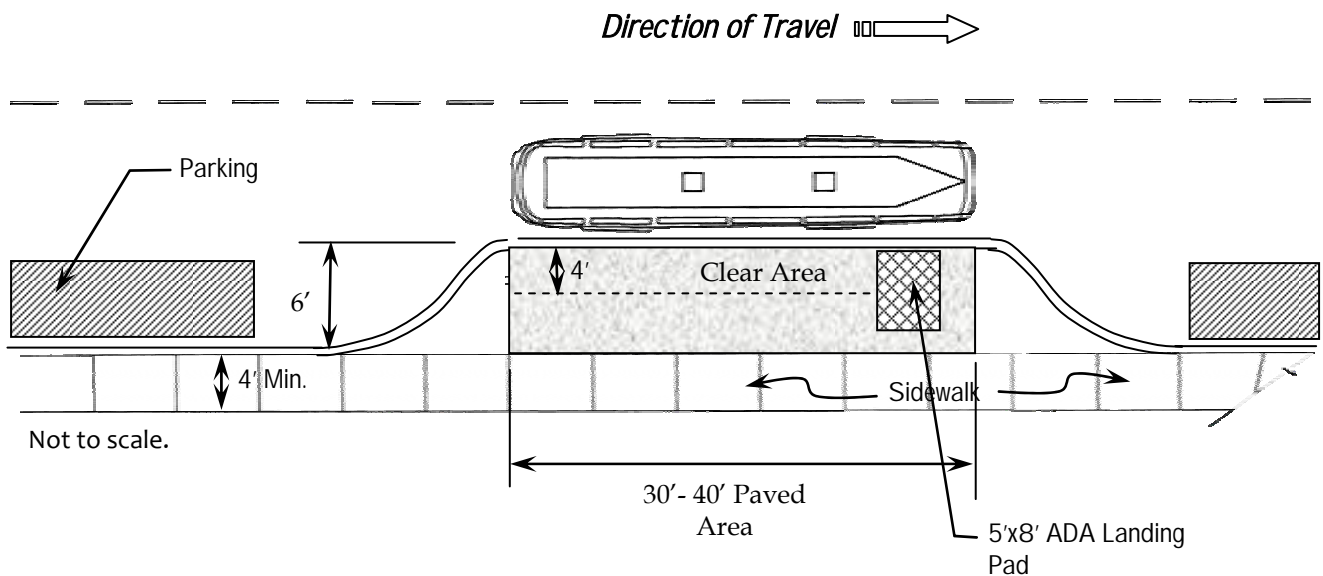 Direction of Travel
Parking
4'
Clear Area
6'
4' Min.
Sidewalk
Not to scale.
30'- 40' Paved
Area
5'x8' ADA Landing
Pad